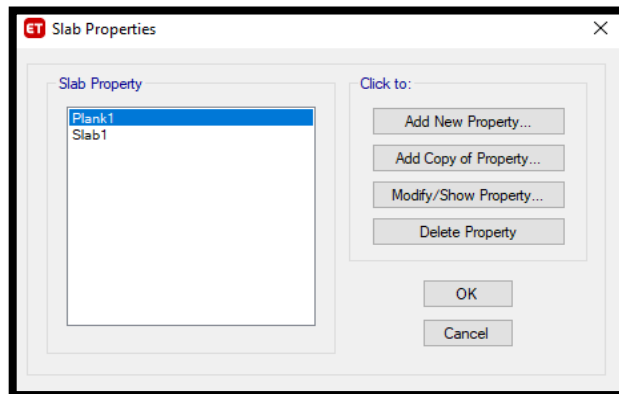 ET Slab Properties
Slab Property
Plank1
Slab1
Click to:
Add New Property...
Add Copy of Property...
Modify/Show Property...
Delete Property
OK
Cancel